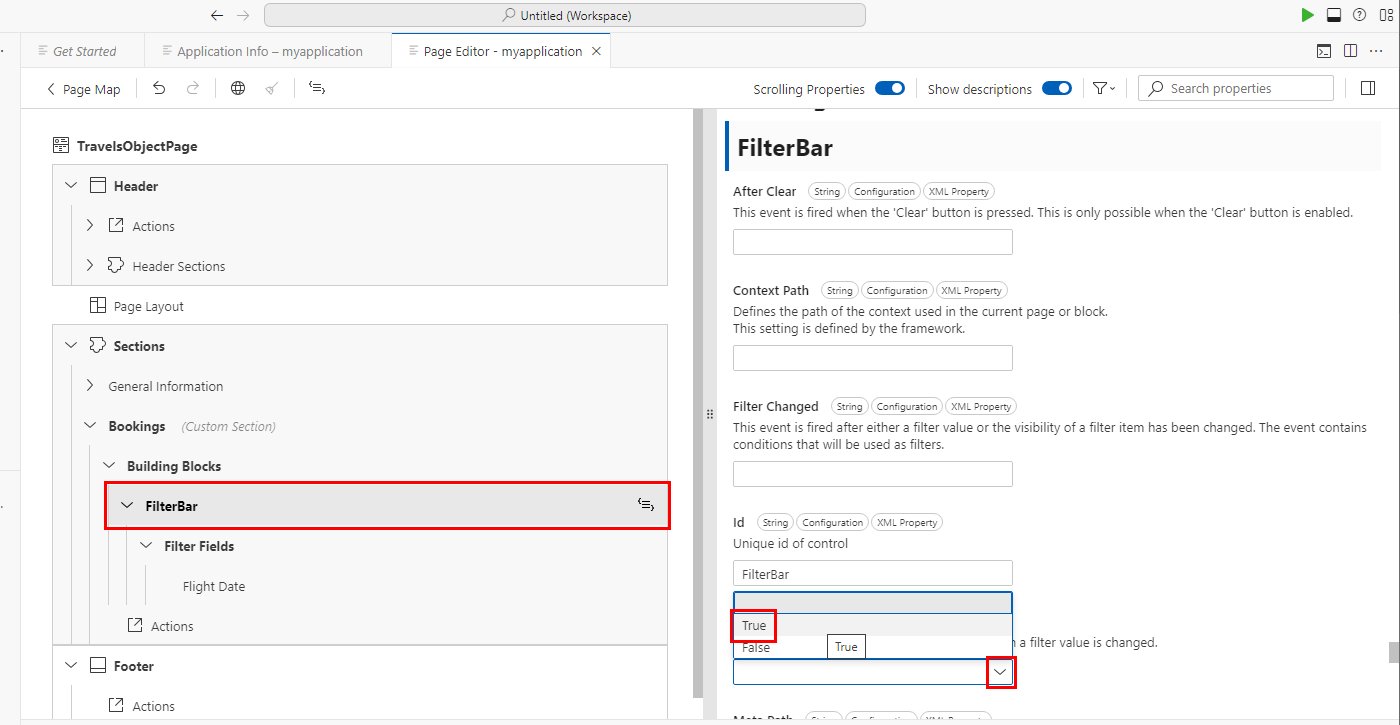 Untitled (Workspace)
Get Started
Application Info – myapplication
Page Editor - myapplication
Page Map
Scrolling Properties
Show descriptions
Search properties
TravelsObjectPage
Header
Actions
Header Sections
Page Layout
Sections
General Information
Bookings (Custom Section)
Building Blocks
FilterBar
Filter Fields
Flight Date
Actions
Footer
Actions
FilterBar
After Clear String Configuration XML Property
This event is fired when the 'Clear' button is pressed. This is only possible when the 'Clear' button is enabled.
Context Path String Configuration XML Property
Defines the path of the context used in the current page or block.
This setting is defined by the framework.
Filter Changed String Configuration XML Property
This event is fired after either a filter value or the visibility of a filter item has been changed. The event contains
conditions that will be used as filters.
Id String Configuration XML Property
Unique id of control
FilterBar
True
False True
a filter value is changed.